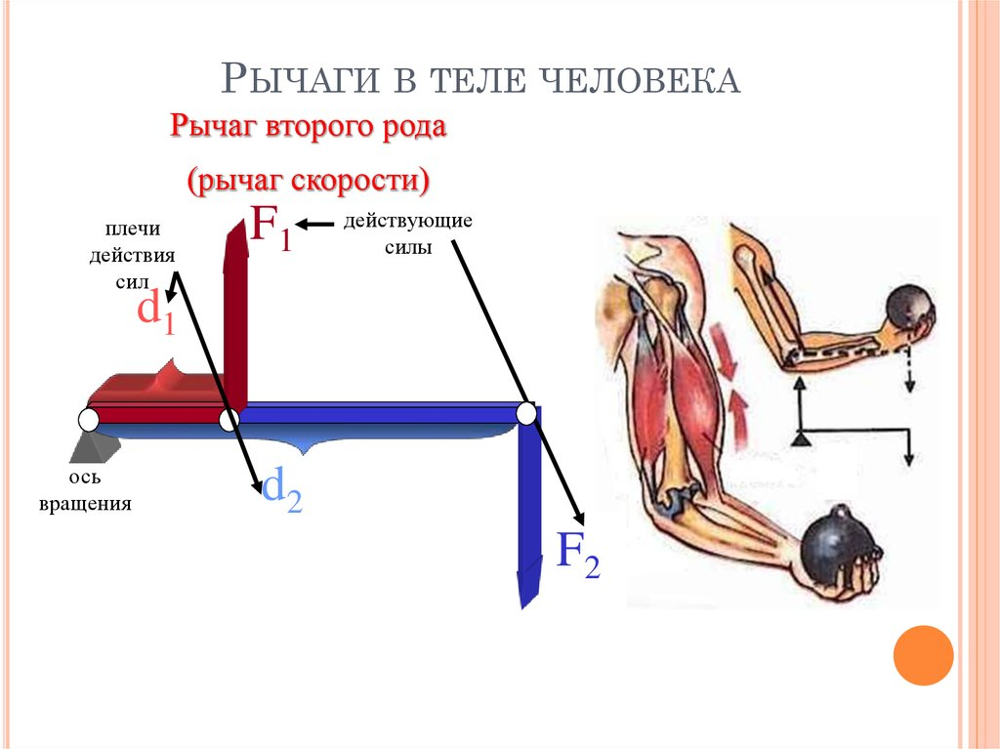 Рычаги в теле человека
Рычаг второго рода
(рычаг скорости)
плечи
действия
сил
F1
действующие
силы
d1
ось
вращения
d2
F2